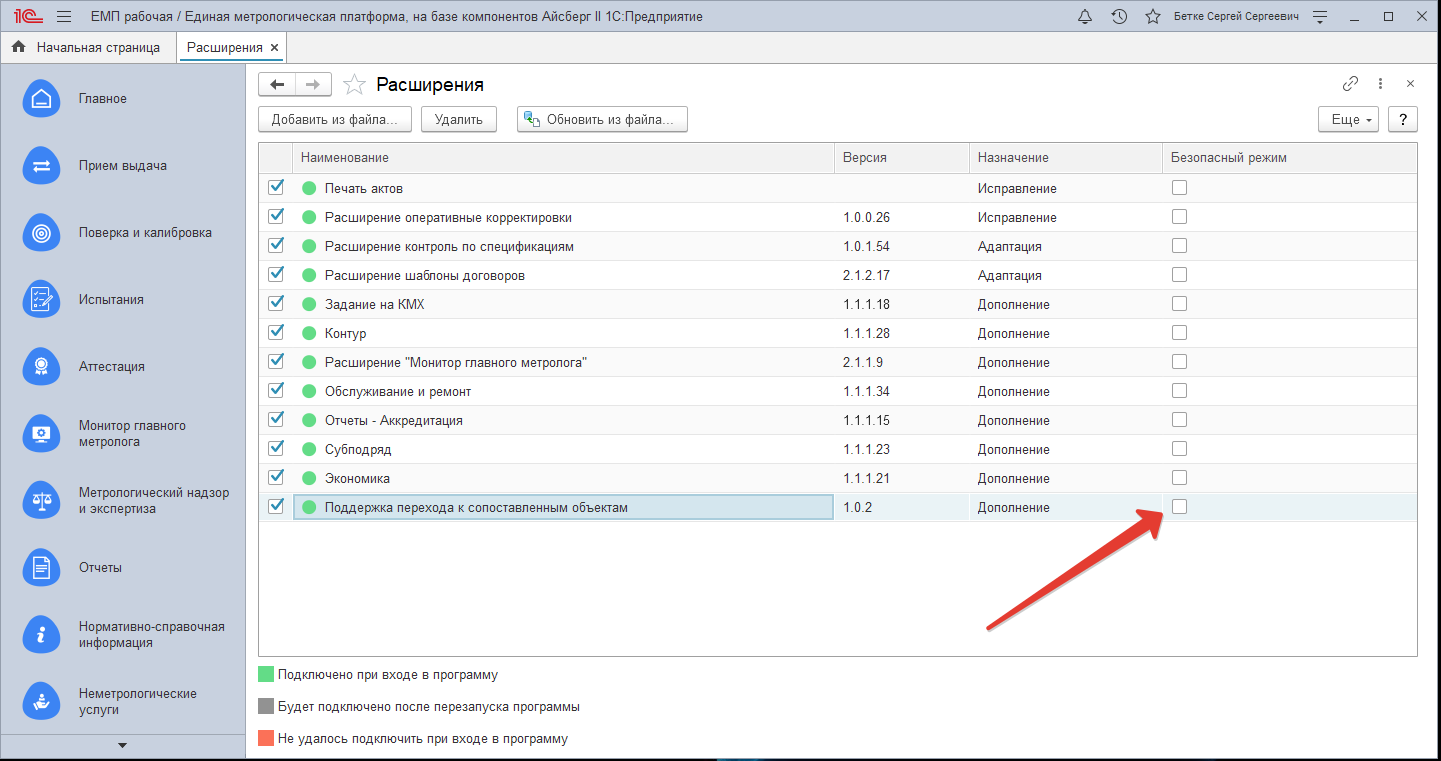 1С ЕМП рабочая / Единая метрологическая платформа, на базе компонентов Айсберг II 1С:Предприятие Бетке Сергей Сергеевич
Начальная страница Расширения
Главное
Прием выдача
Поверка и калибровка
Испытания
Аттестация
Монитор главного
метролога
Метрологический надзор
и экспертиза
Отчеты
Нормативно-справочная
информация
Неметрологические
услуги
Расширения
Добавить из файла... Удалить Обновить из файла... Еще ?
Наименование Версия Назначение Безопасный режим
Печать актов Исправление
Расширение оперативные корректировки 1.0.0.26 Исправление
Расширение контроль по спецификациям 1.0.1.54 Адаптация
Расширение шаблоны договоров 2.1.2.17 Адаптация
Задание на КМХ 1.1.1.18 Дополнение
Контур 1.1.1.28 Дополнение
Расширение "Монитор главного метролога" 2.1.1.9 Дополнение
Обслуживание и ремонт 1.1.1.34 Дополнение
Отчеты - Аккредитация 1.1.1.15 Дополнение
Субподряд 1.1.1.23 Дополнение
Экономика 1.1.1.21 Дополнение
Поддержка перехода к сопоставленным объектам 1.0.2 Дополнение
Подключено при входе в программу
Будет подключено после перезапуска программы
Не удалось подключить при входе в программу